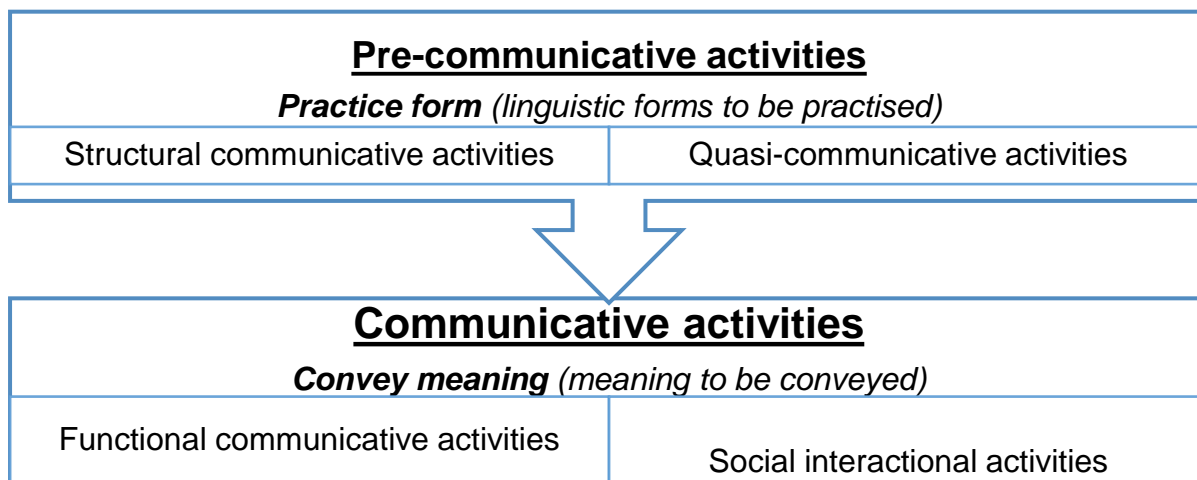 Pre-communicative activities
Practice form (linguistic forms to be practised)
Structural communicative activities
Quasi-communicative activities
Communicative activities
Convey meaning (meaning to be conveyed)
Functional communicative activities
Social interactional activities